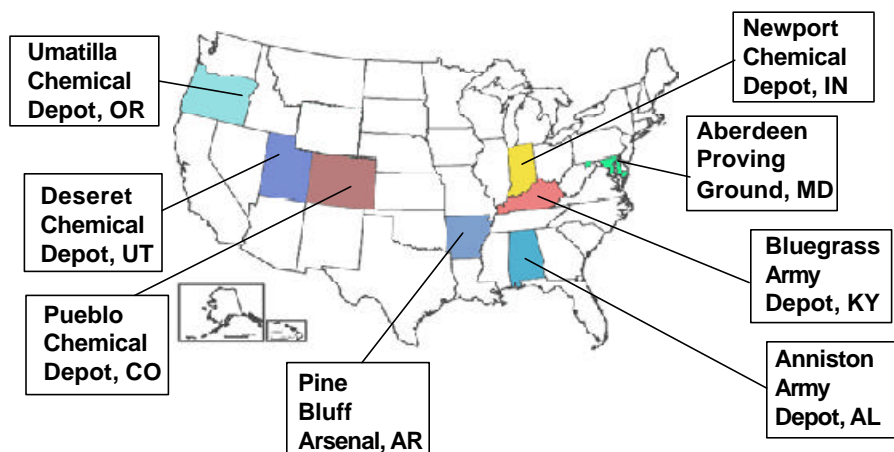 Umatilla
Chemical
Depot, OR
Newport
Chemical
Depot, IN
Aberdeen
Proving
Ground, MD
Deseret
Chemical
Depot, UT
Bluegrass
Army
Depot, KY
Pueblo
Chemical
Depot, CO
Pine
Bluff
Arsenal, AR
Anniston
Army
Depot, AL